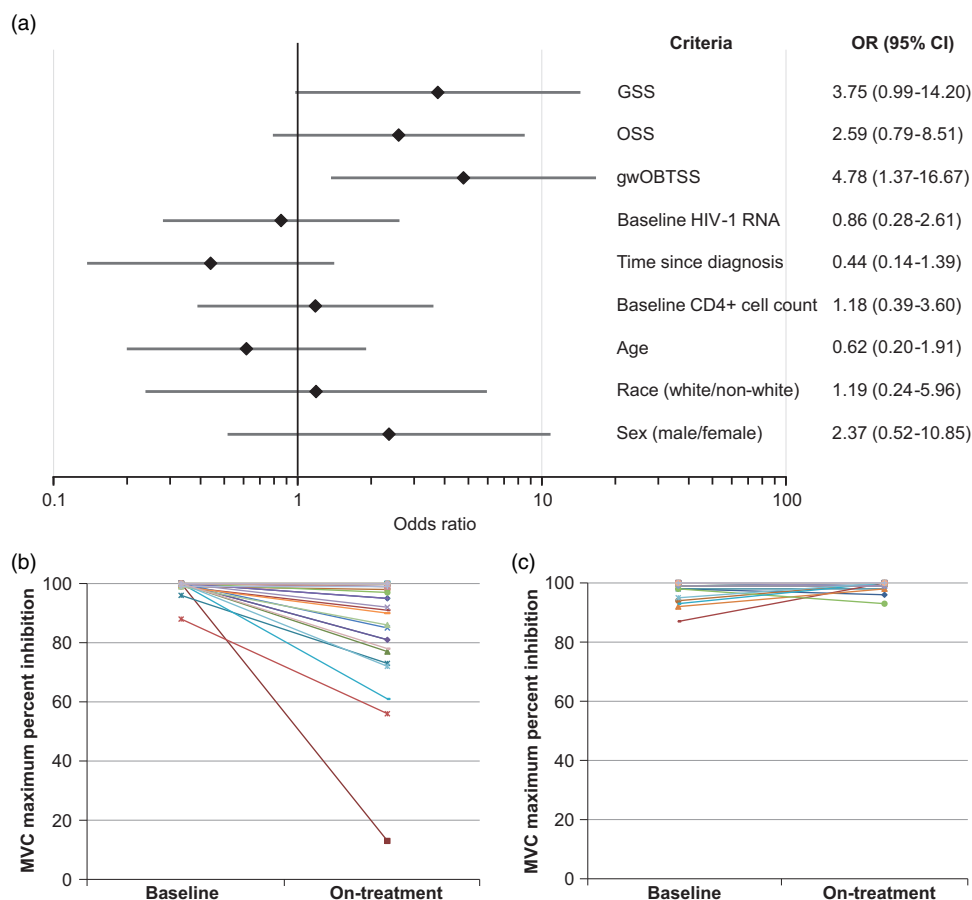 (a)
Criteria OR (95% CI)
GSS 3.75 (0.99-14.20)
OSS 2.59 (0.79-8.51)
gwOBTSS 4.78 (1.37-16.67)
Baseline HIV-1 RNA 0.86 (0.28-2.61)
Time since diagnosis 0.44 (0.14-1.39)
Baseline CD4+ cell count 1.18 (0.39-3.60)
Age 0.62 (0.20-1.91)
Race (white/non-white) 1.19 (0.24-5.96)
Sex (male/female) 2.37 (0.52-10.85)
0.1 1 10 100
Odds ratio
(b)
MVC maximum percent inhibition
100
80
60
40
20
0
Baseline On-treatment
(c)
MVC maximum percent inhibition
100
80
60
40
20
0
Baseline On-treatment